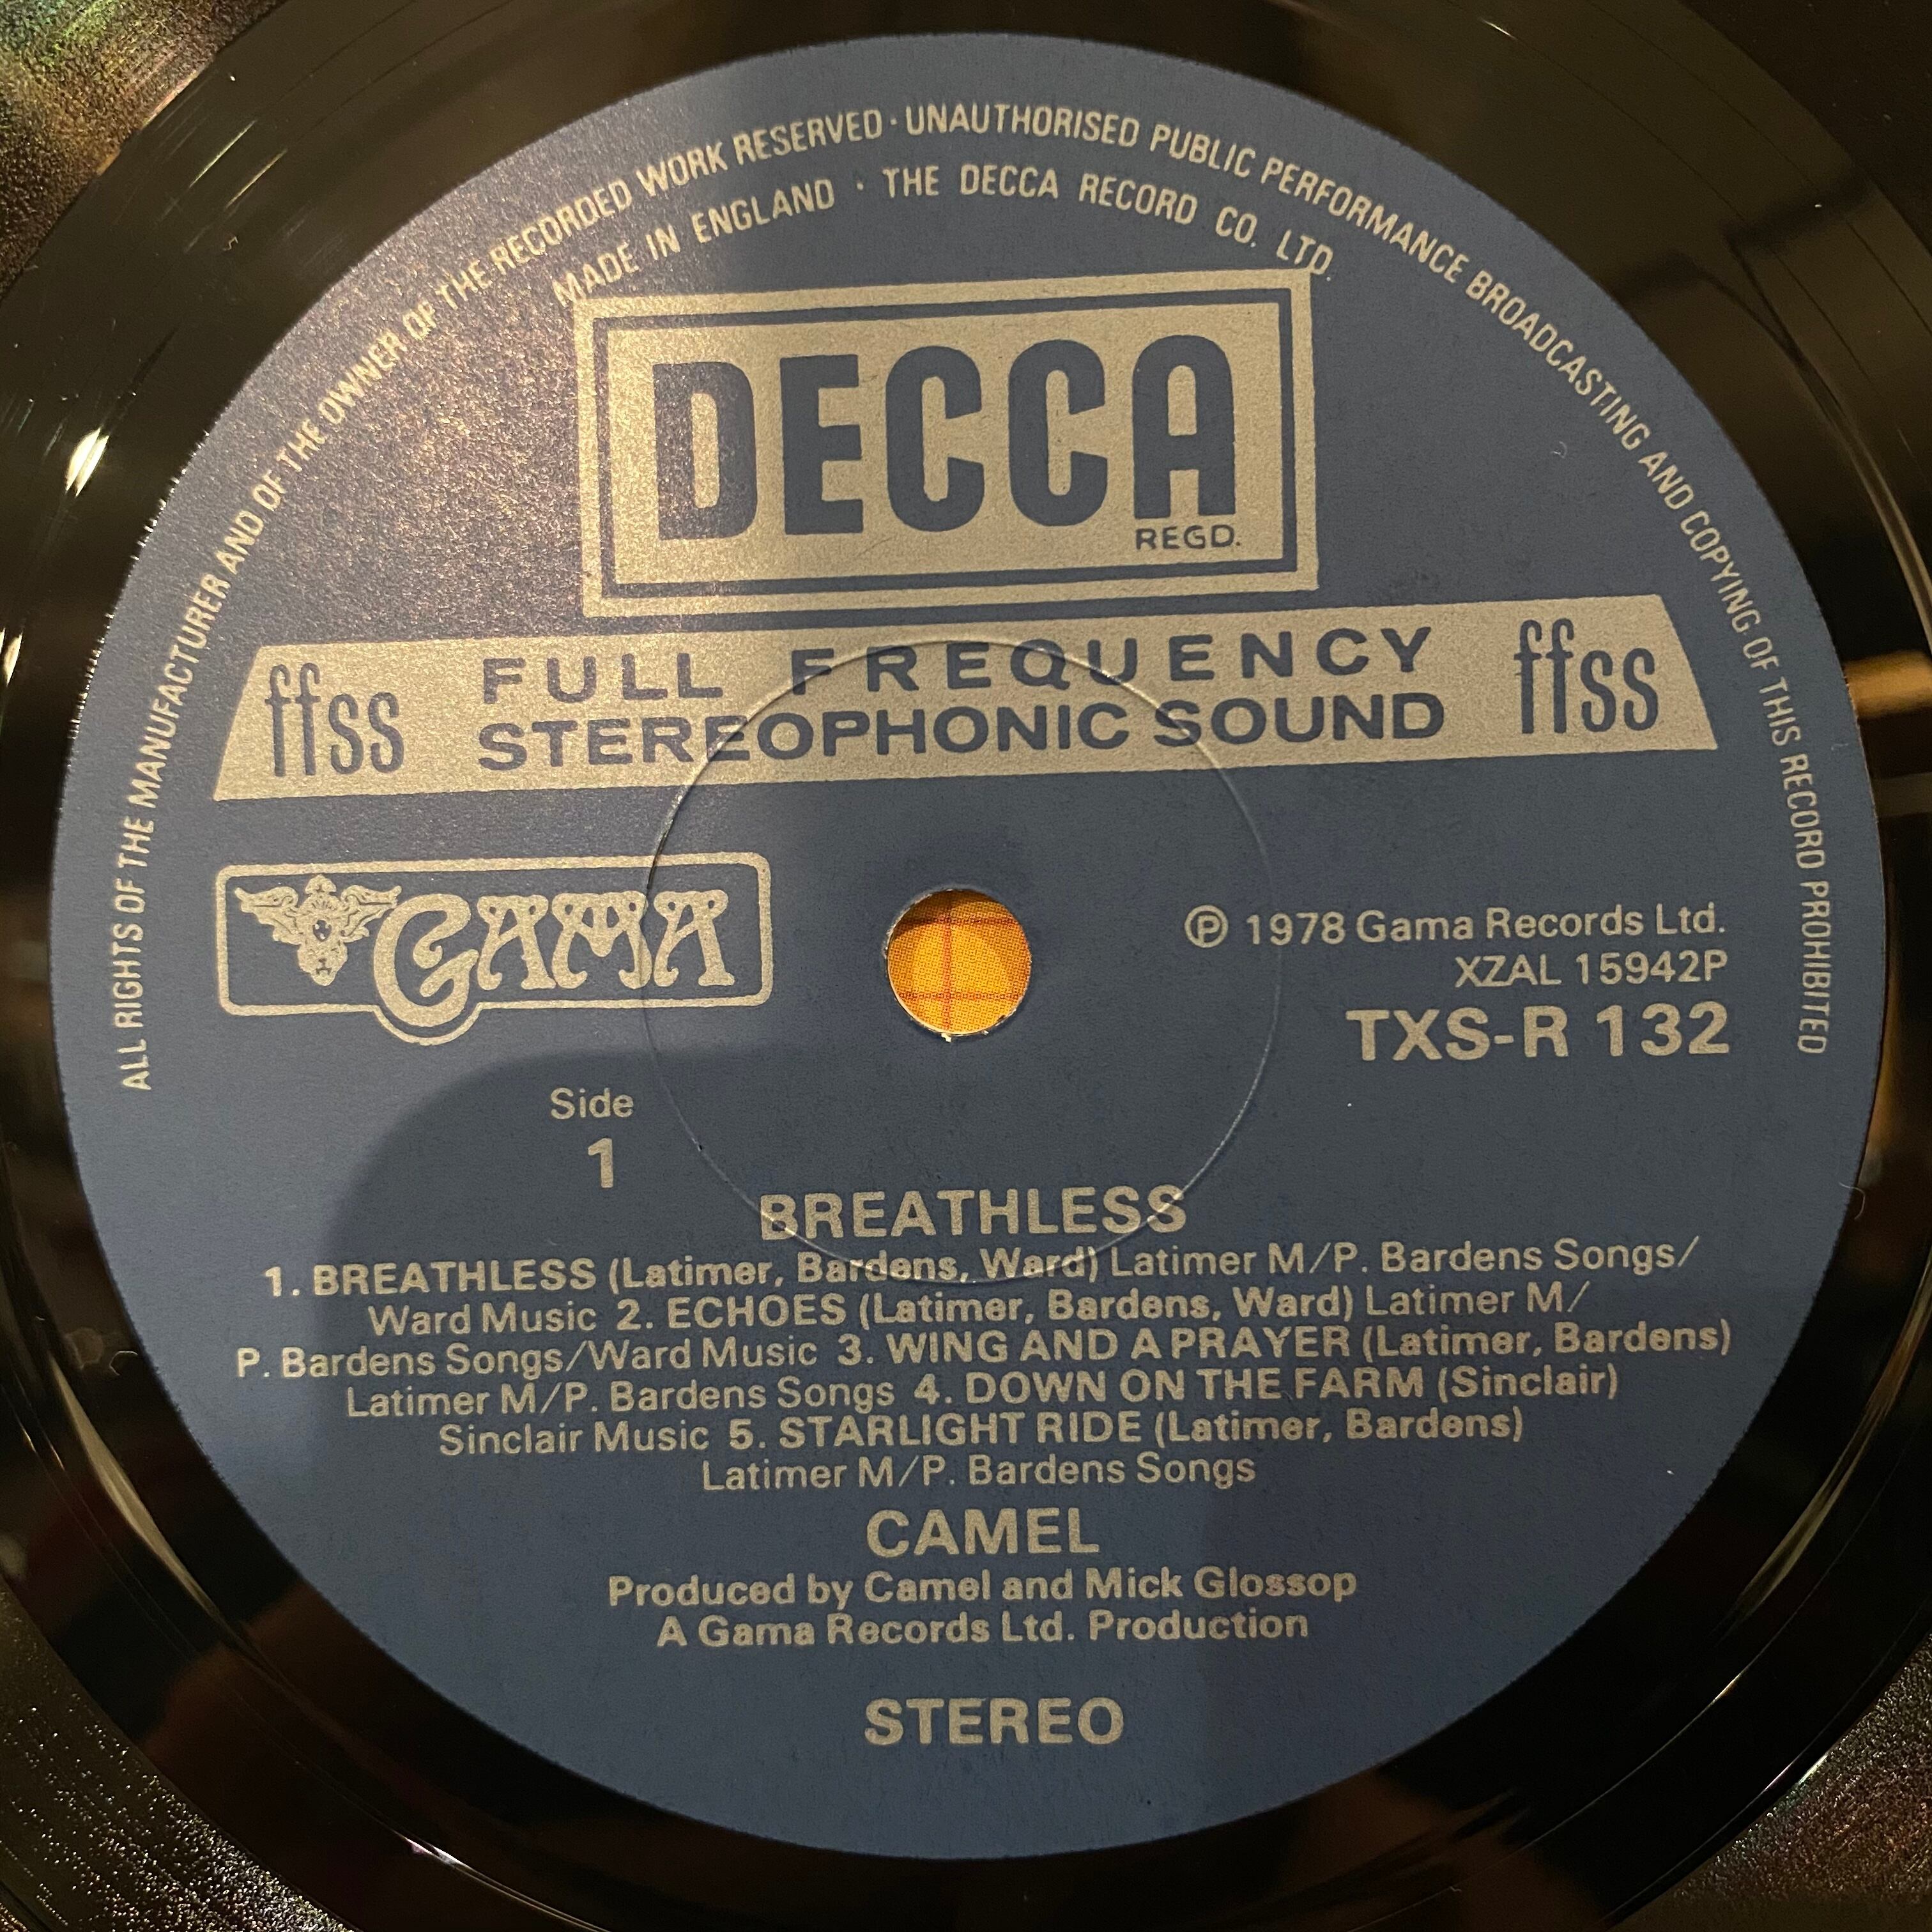 ALL RIGHTS OF THE MANUFACTURER AND OF THE OWNER OF THE RECORDED WORK RESERVED · UNAUTHORISED PUBLIC PERFORMANCE BROADCASTING AND COPYING OF THIS RECORD PROHIBITED
MADE IN ENGLAND · THE DECCA RECORD CO. LTD.
DECCA
REGD.
ffss FULL FREQUENCY ffss
STEREOPHONIC SOUND
GAMA
℗ 1978 Gama Records Ltd.
XZAL 15942P
TXS-R 132
Side
1
BREATHLESS
1. BREATHLESS (Latimer, Bardens, Ward) Latimer M/P. Bardens Songs/
Ward Music 2. ECHOES (Latimer, Bardens, Ward) Latimer M/
P. Bardens Songs/Ward Music 3. WING AND A PRAYER (Latimer, Bardens)
Latimer M/P. Bardens Songs 4. DOWN ON THE FARM (Sinclair)
Sinclair Music 5. STARLIGHT RIDE (Latimer, Bardens)
Latimer M/P. Bardens Songs
CAMEL
Produced by Camel and Mick Glossop
A Gama Records Ltd. Production
STEREO